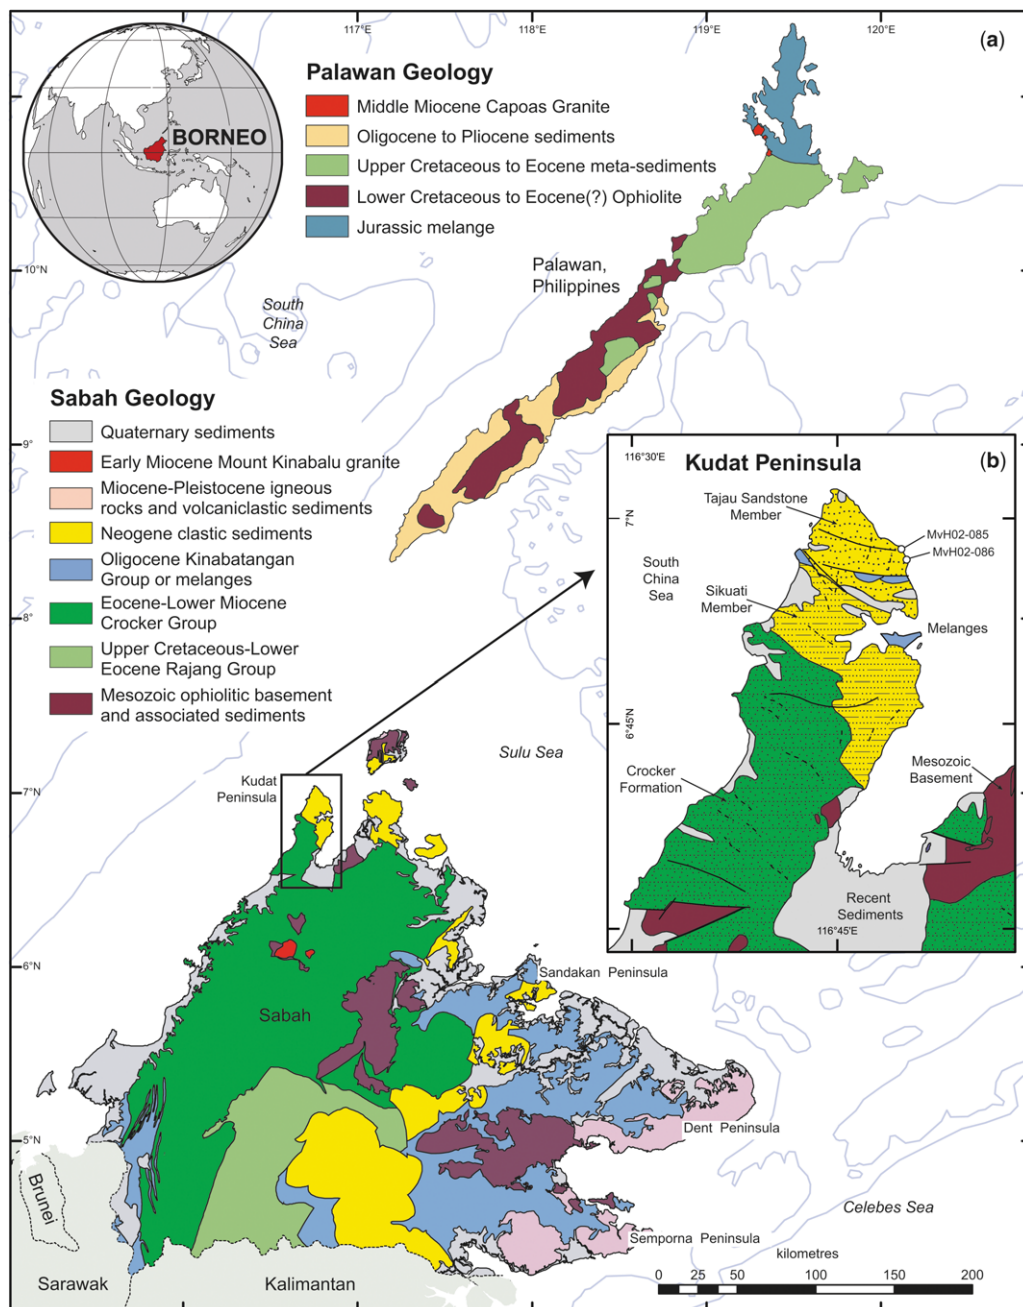 117°E
118°E
119°E
120°E
(a)
BORNEO
Palawan Geology
Middle Miocene Capoas Granite
Oligocene to Pliocene sediments
Upper Cretaceous to Eocene meta-sediments
Lower Cretaceous to Eocene(?) Ophiolite
Jurassic melange
10°N
Palawan,
Philippines
South
China
Sea
Sabah Geology
Quaternary sediments
Early Miocene Mount Kinabalu granite
Miocene-Pleistocene igneous
rocks and volcaniclastic sediments
Neogene clastic sediments
Oligocene Kinabatangan
Group or melanges
Eocene-Lower Miocene
Crocker Group
Upper Cretaceous-Lower
Eocene Rajang Group
Mesozoic ophiolitic basement
and associated sediments
9°
8°
116°30'E
Kudat Peninsula
(b)
Tajau Sandstone
Member
7°N
MvH02-085
MvH02-086
South
China
Sea
Sikuati
Member
Melanges
6°45'N
Crocker
Formation
Mesozoic
Basement
Recent
Sediments
116°45'E
Sulu Sea
Kudat
Peninsula
7°N
6°N
Sandakan Peninsula
Sabah
5°N
Dent Peninsula
Brunei
Celebes Sea
Semporna Peninsula
kilometres
Sarawak
Kalimantan
0 25 50 100 150 200